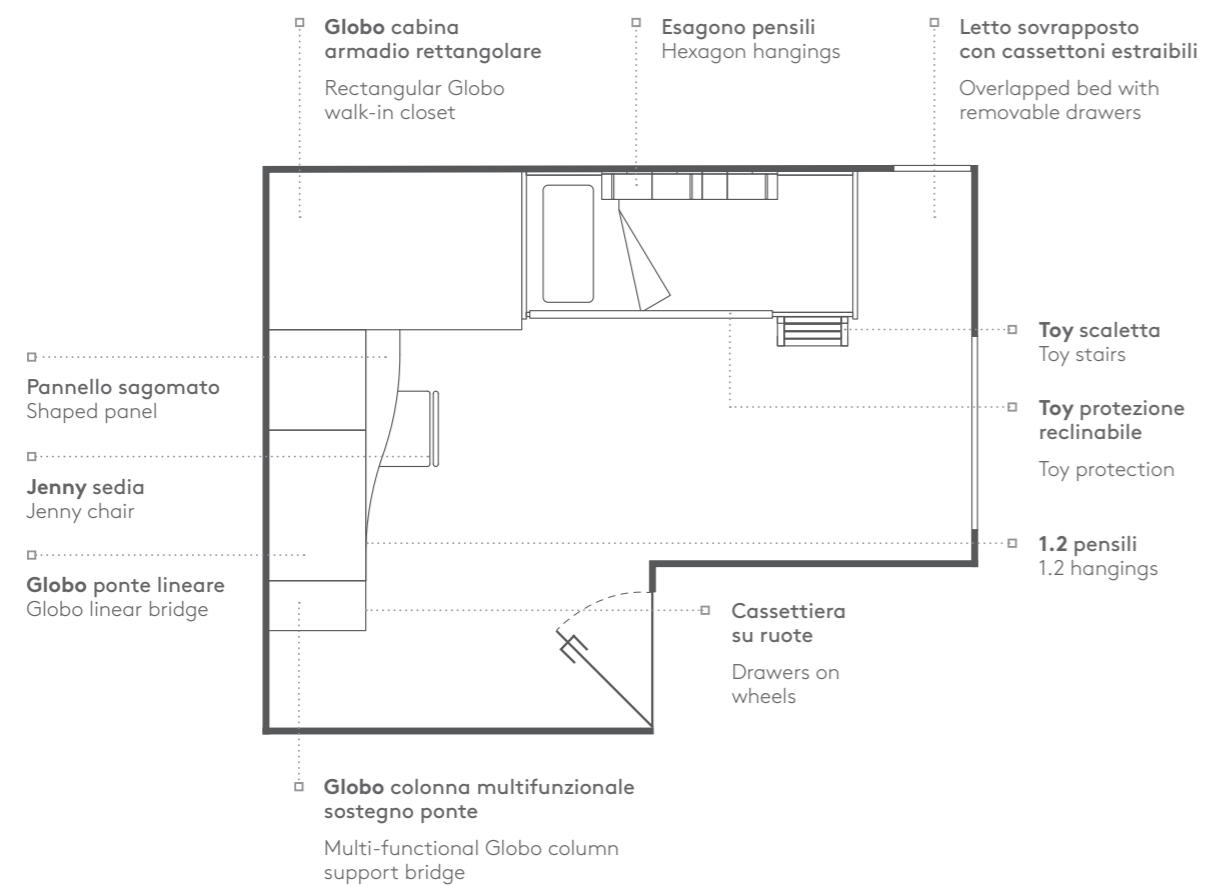 Globo cabina
armadio rettangolare
Rectangular Globo
walk-in closet
Esagono pensili
Hexagon hangings
Letto sovrapposto
con cassettoni estraibili
Overlapped bed with
removable drawers
Pannello sagomato
Shaped panel
Jenny sedia
Jenny chair
Globo ponte lineare
Globo linear bridge
Toy scaletta
Toy stairs
Toy protezione
reclinabile
Toy protection
1.2 pensili
1.2 hangings
Cassettiera
su ruote
Drawers on
wheels
Globo colonna multifunzionale
sostegno ponte
Multi-functional Globo column
support bridge